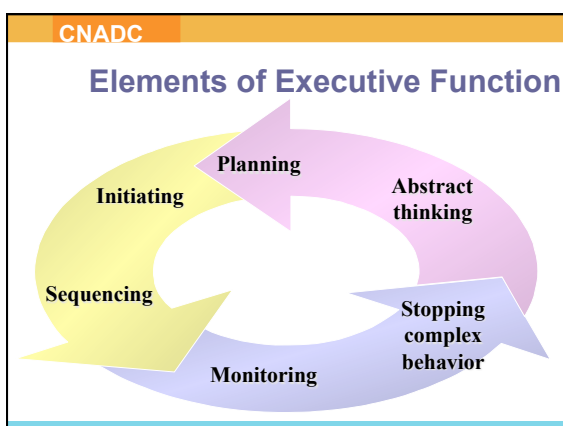 CNADC
Elements of Executive Function
Planning
Abstract
thinking
Initiating
Sequencing
Stopping
complex
behavior
Monitoring